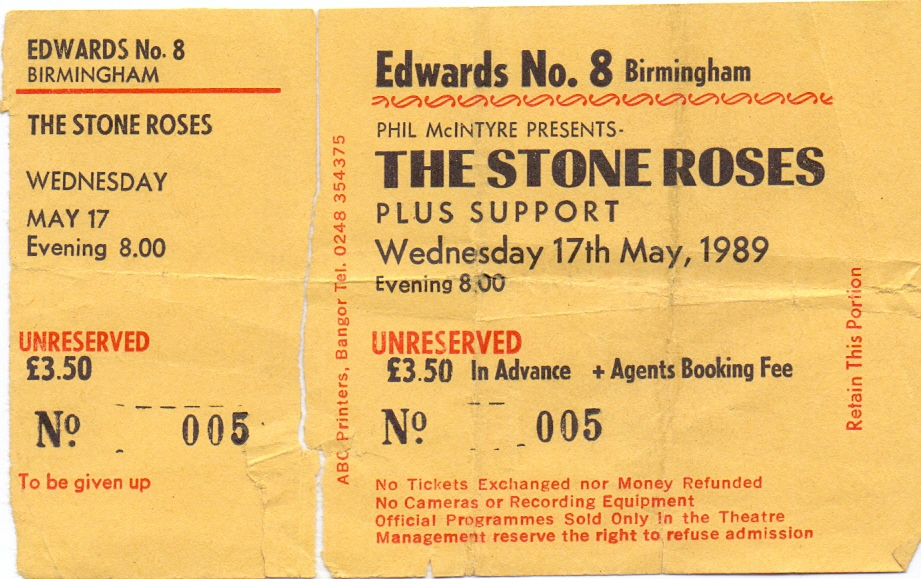 EDWARDS No. 8
BIRMINGHAM
THE STONE ROSES
WEDNESDAY
MAY 17
Evening 8.00
UNRESERVED
£3.50
Nº 005
To be given up
ABC Printers, Bangor Tel. 0248 354375
Edwards No. 8 Birmingham
PHIL McINTYRE PRESENTS-
THE STONE ROSES
PLUS SUPPORT
Wednesday 17th May, 1989
Evening 8.00
UNRESERVED
£3.50 In Advance + Agents Booking Fee
Nº 005
No Tickets Exchanged nor Money Refunded
No Cameras or Recording Equipment
Official Programmes Sold Only in the Theatre
Management reserve the right to refuse admission
Retain This Portion